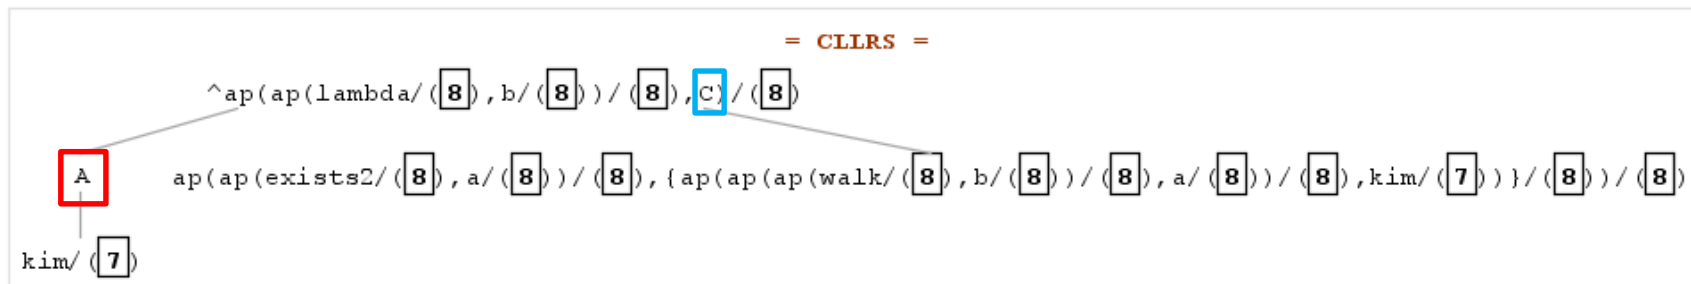 = CLLRS =
^ap(ap(lambda/(8),b/(8))/(8),C)/(8)
A ap(ap(exists2/(8),a/(8))/(8),{ap(ap(ap(walk/(8),b/(8))/(8),a/(8))/(8),kim/(7))}/(8))/(8)
kim/(7)